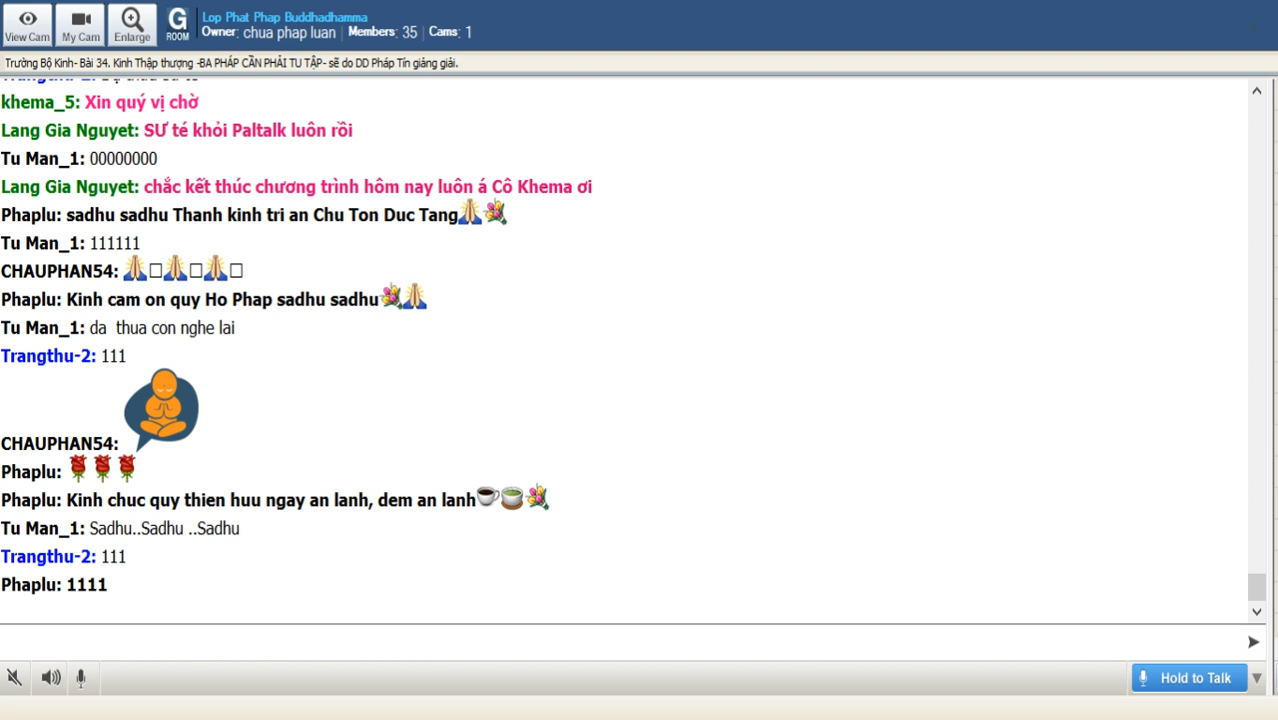 View Cam
My Cam
Enlarge
G
ROOM
Lop Phat Phap Buddhadhamma
Owner: chua phap luan | Members: 35 | Cams: 1
Trường Bộ Kinh- Bài 34. Kinh Thập thượng -BA PHÁP CẦN PHẢI TU TẬP- sẽ do DD Pháp Tín giảng giải.
khema_5: Xin quý vị chờ
Lang Gia Nguyet: SƯ té khỏi Paltalk luôn rồi
Tu Man_1: 00000000
Lang Gia Nguyet: chắc kết thúc chương trình hôm nay luôn á Cô Khema ơi
Phaplu: sadhu sadhu Thanh kinh tri an Chu Ton Duc Tang
Tu Man_1: 111111
CHAUPHAN54:
Phaplu: Kinh cam on quy Ho Phap sadhu sadhu
Tu Man_1: da thua con nghe lai
Trangthu-2: 111
CHAUPHAN54:
Phaplu:
Phaplu: Kinh chuc quy thien huu ngay an lanh, dem an lanh
Tu Man_1: Sadhu..Sadhu ..Sadhu
Trangthu-2: 111
Phaplu: 1111
Hold to Talk